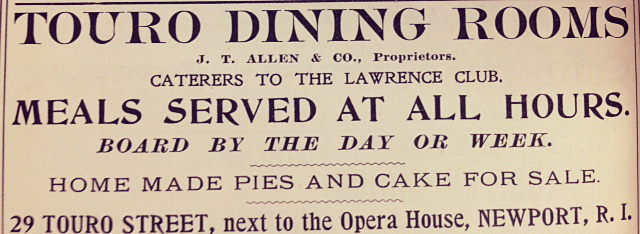 TOURO DINING ROOMS
J. T. ALLEN & CO., Proprietors.
CATERERS TO THE LAWRENCE CLUB.
MEALS SERVED AT ALL HOURS.
BOARD BY THE DAY OR WEEK.
HOME MADE PIES AND CAKE FOR SALE.
29 TOURO STREET, next to the Opera House, NEWPORT, R. I.